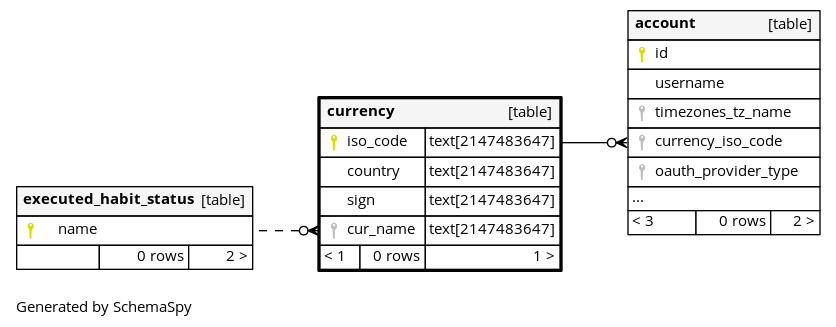 account [table]
id
username
timezones_tz_name
currency_iso_code
oauth_provider_type
...
< 3 0 rows 2 >
currency [table]
iso_code text[2147483647]
country text[2147483647]
sign text[2147483647]
cur_name text[2147483647]
< 1 0 rows 1 >
executed_habit_status [table]
name
0 rows 2 >
Generated by SchemaSpy